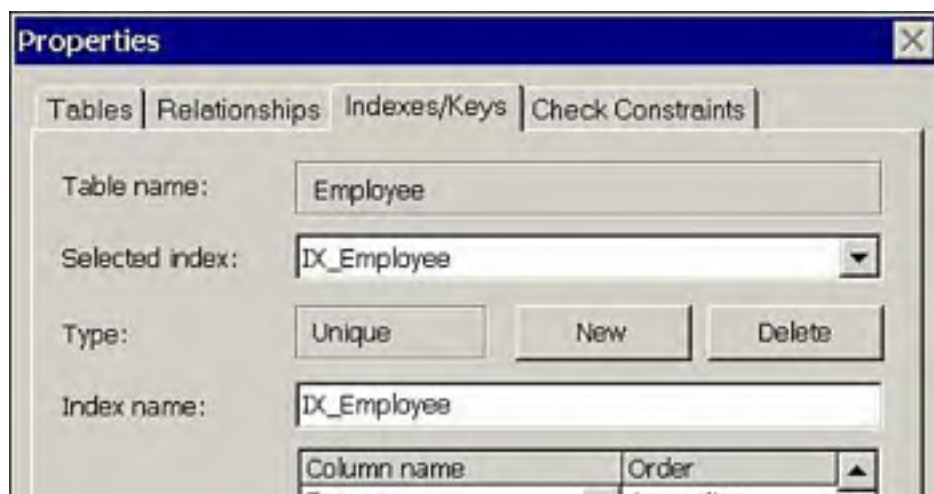 Properties
Tables Relationships Indexes/Keys Check Constraints
Table name: Employee
Selected index: IX_Employee
Type: Unique New Delete
Index name: IX_Employee
Column name Order